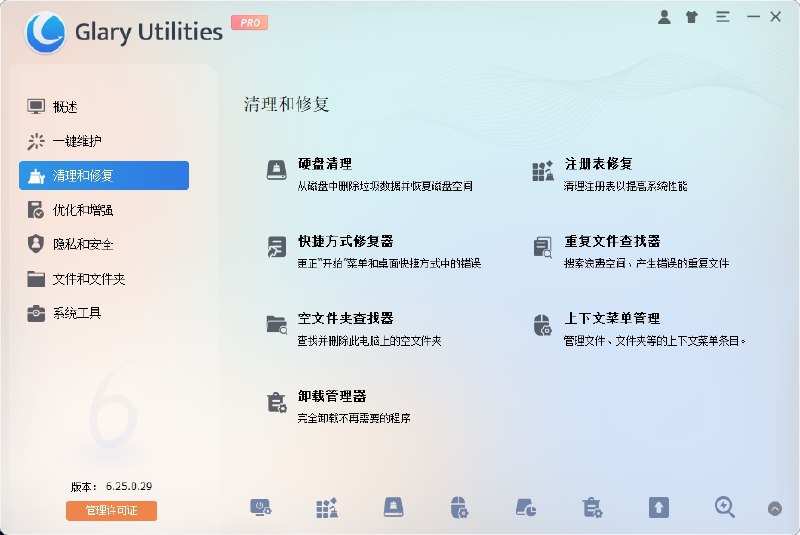 Glary Utilities PRO
概述
一键维护
清理和修复
优化和增强
隐私和安全
文件和文件夹
系统工具
6
版本: 6.25.0.29
管理许可证
清理和修复
硬盘清理
从磁盘中删除垃圾数据并恢复磁盘空间
注册表修复
清理注册表以提高系统性能
快捷方式修复器
更正“开始”菜单和桌面快捷方式中的错误
重复文件查找器
搜索浪费空间、产生错误的重复文件
空文件夹查找器
查找并删除此电脑上的空文件夹
上下文菜单管理
管理文件、文件夹等的上下文菜单条目。
卸载管理器
完全卸载不再需要的程序